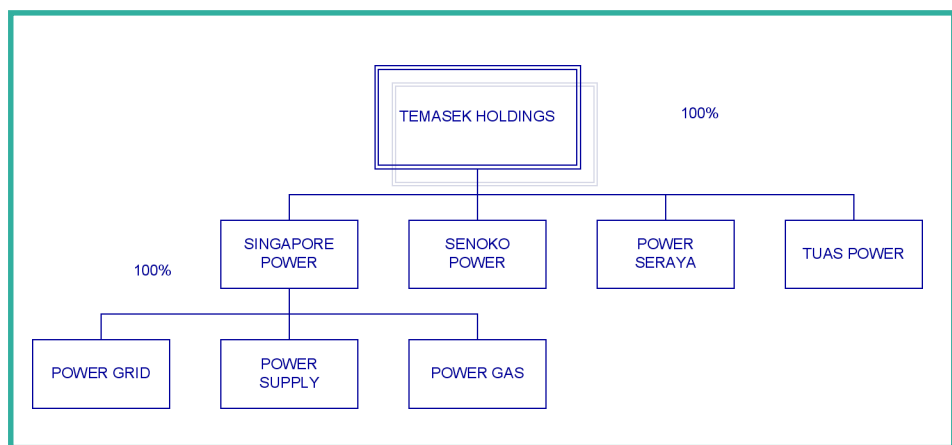 TEMASEK HOLDINGS
100%
SINGAPORE
POWER
SENOKO
POWER
POWER
SERAYA
TUAS POWER
100%
POWER GRID
POWER
SUPPLY
POWER GAS